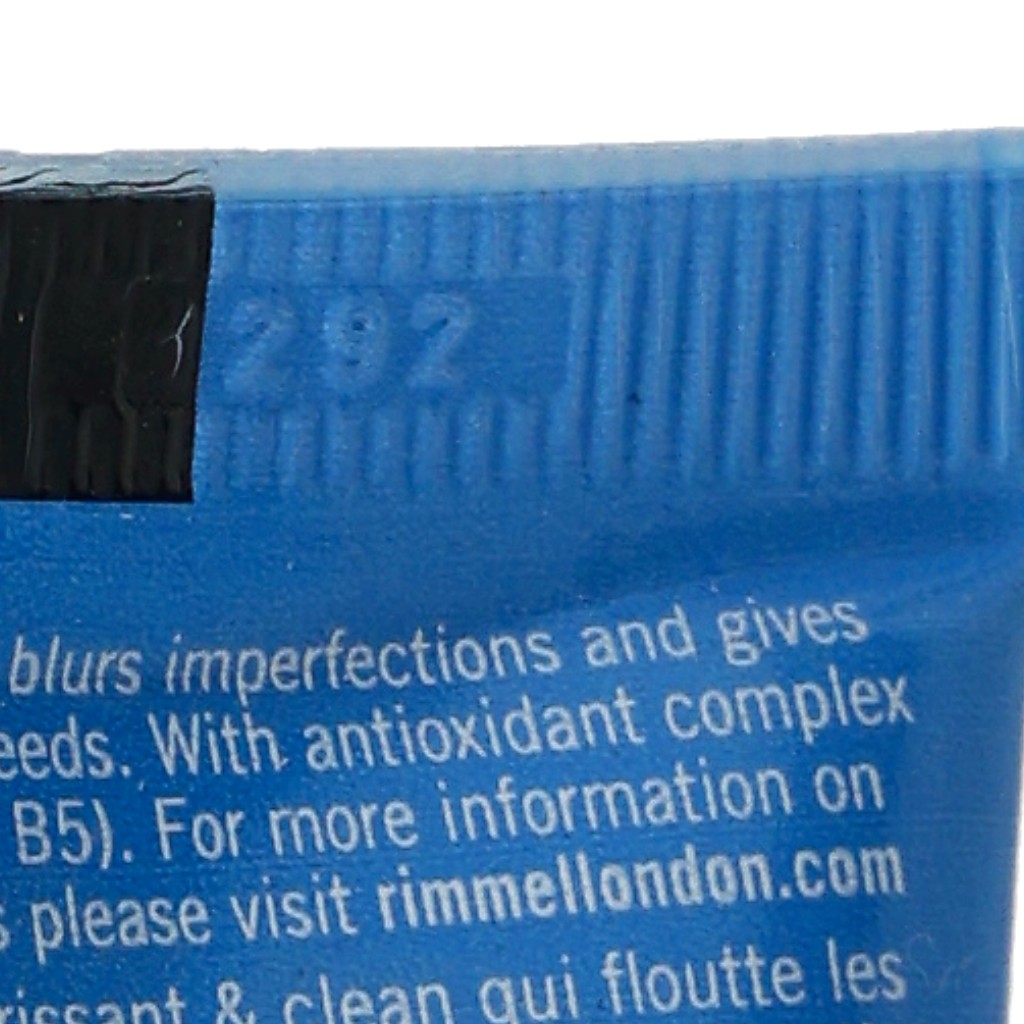 292
blurs imperfections and gives
eeds. With antioxidant complex
B5). For more information on
s please visit rimmellondon.com
rissant & clean qui floutte les